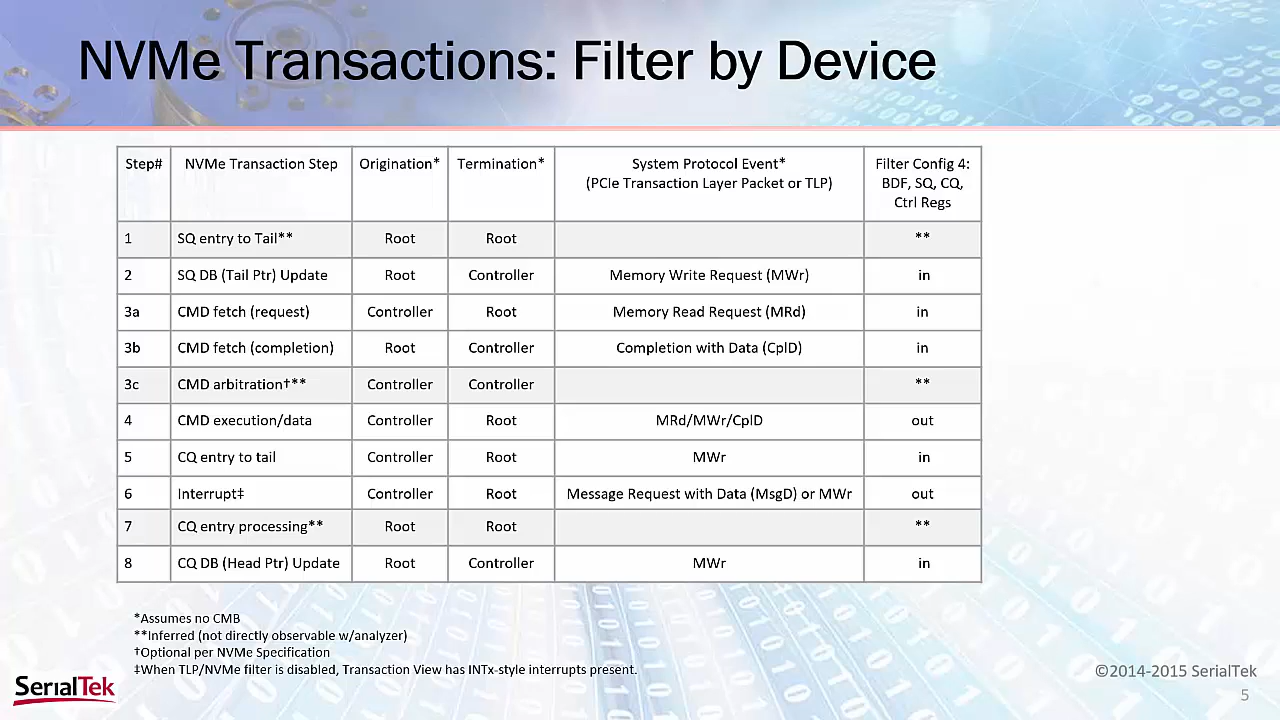 NVMe Transactions: Filter by Device
Step# NVMe Transaction Step Origination* Termination* System Protocol Event* Filter Config 4:
(PCIe Transaction Layer Packet or TLP) BDF, SQ, CQ,
Ctrl Regs
1 SQ entry to Tail** Root Root **
2 SQ DB (Tail Ptr) Update Root Controller Memory Write Request (MWr) in
3a CMD fetch (request) Controller Root Memory Read Request (MRd) in
3b CMD fetch (completion) Root Controller Completion with Data (CplD) in
3c CMD arbitration†** Controller Controller **
4 CMD execution/data Controller Root MRd/MWr/CplD out
5 CQ entry to tail Controller Root MWr in
6 Interrupt‡ Controller Root Message Request with Data (MsgD) or MWr out
7 CQ entry processing** Root Root **
8 CQ DB (Head Ptr) Update Root Controller MWr in
*Assumes no CMB
**Inferred (not directly observable w/analyzer)
†Optional per NVMe Specification
‡When TLP/NVMe filter is disabled, Transaction View has INTx-style interrupts present.
SerialTek
©2014-2015 SerialTek
5